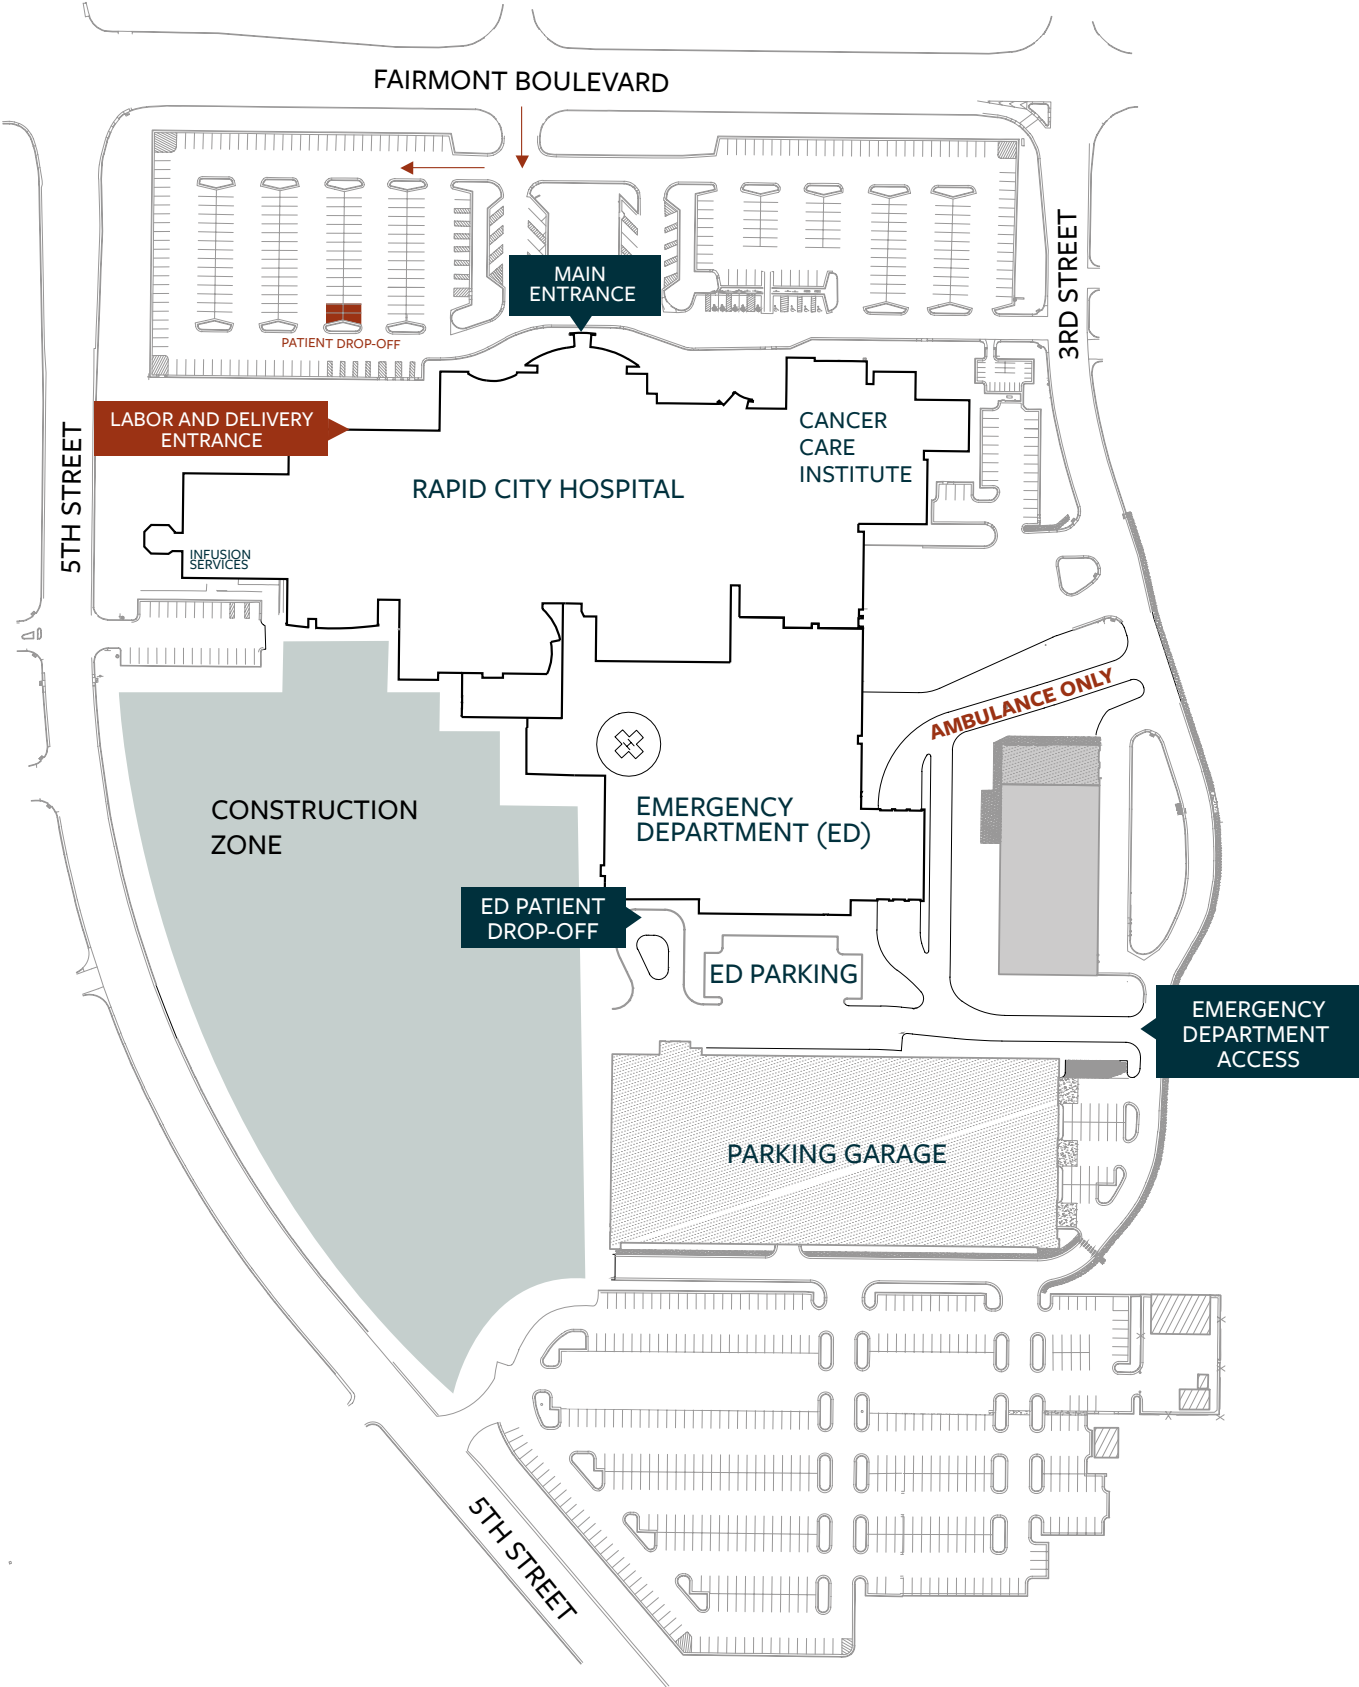 FAIRMONT BOULEVARD
MAIN
ENTRANCE
3RD STREET
PATIENT DROP-OFF
LABOR AND DELIVERY
ENTRANCE
CANCER
CARE
INSTITUTE
5TH STREET
RAPID CITY HOSPITAL
INFUSION
SERVICES
AMBULANCE ONLY
CONSTRUCTION
ZONE
EMERGENCY
DEPARTMENT (ED)
ED PATIENT
DROP-OFF
ED PARKING
EMERGENCY
DEPARTMENT
ACCESS
PARKING GARAGE
5TH STREET